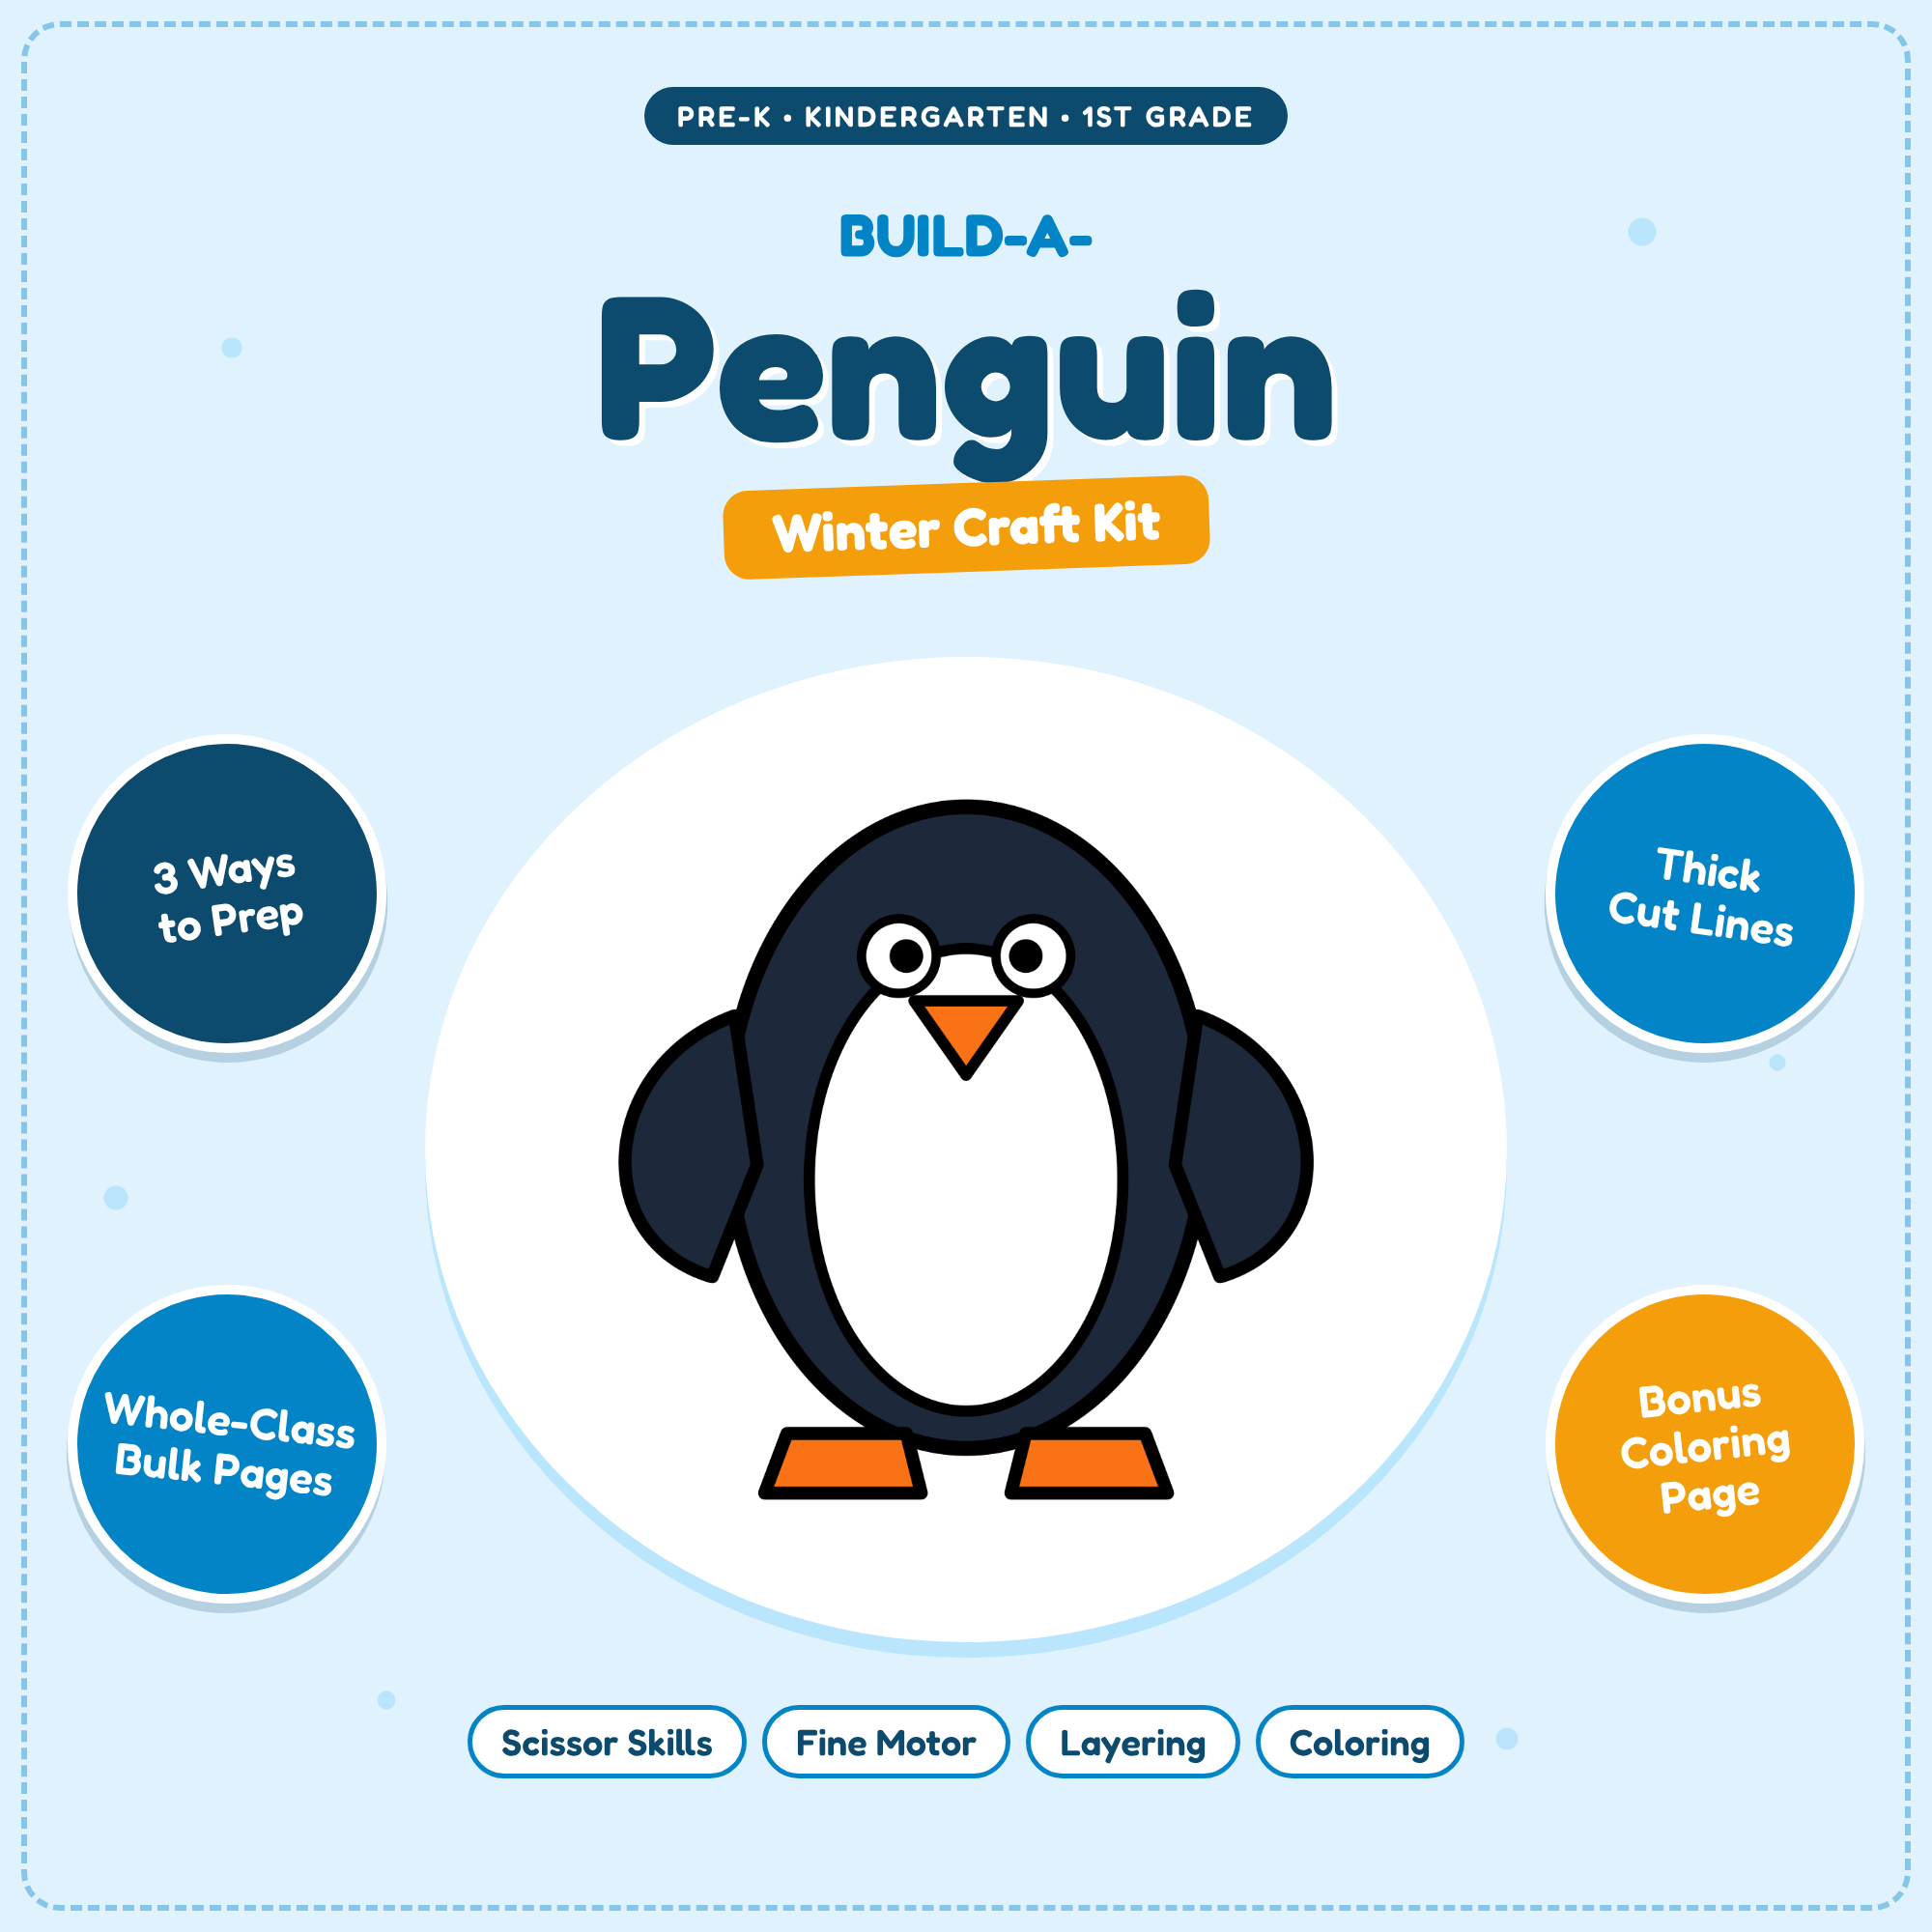 PRE-K • KINDERGARTEN • 1ST GRADE
BUILD-A-
Penguin
Winter Craft Kit
3 Ways
to Prep
Thick
Cut Lines
Whole-Class
Bulk Pages
Bonus
Coloring
Page
Scissor Skills
Fine Motor
Layering
Coloring